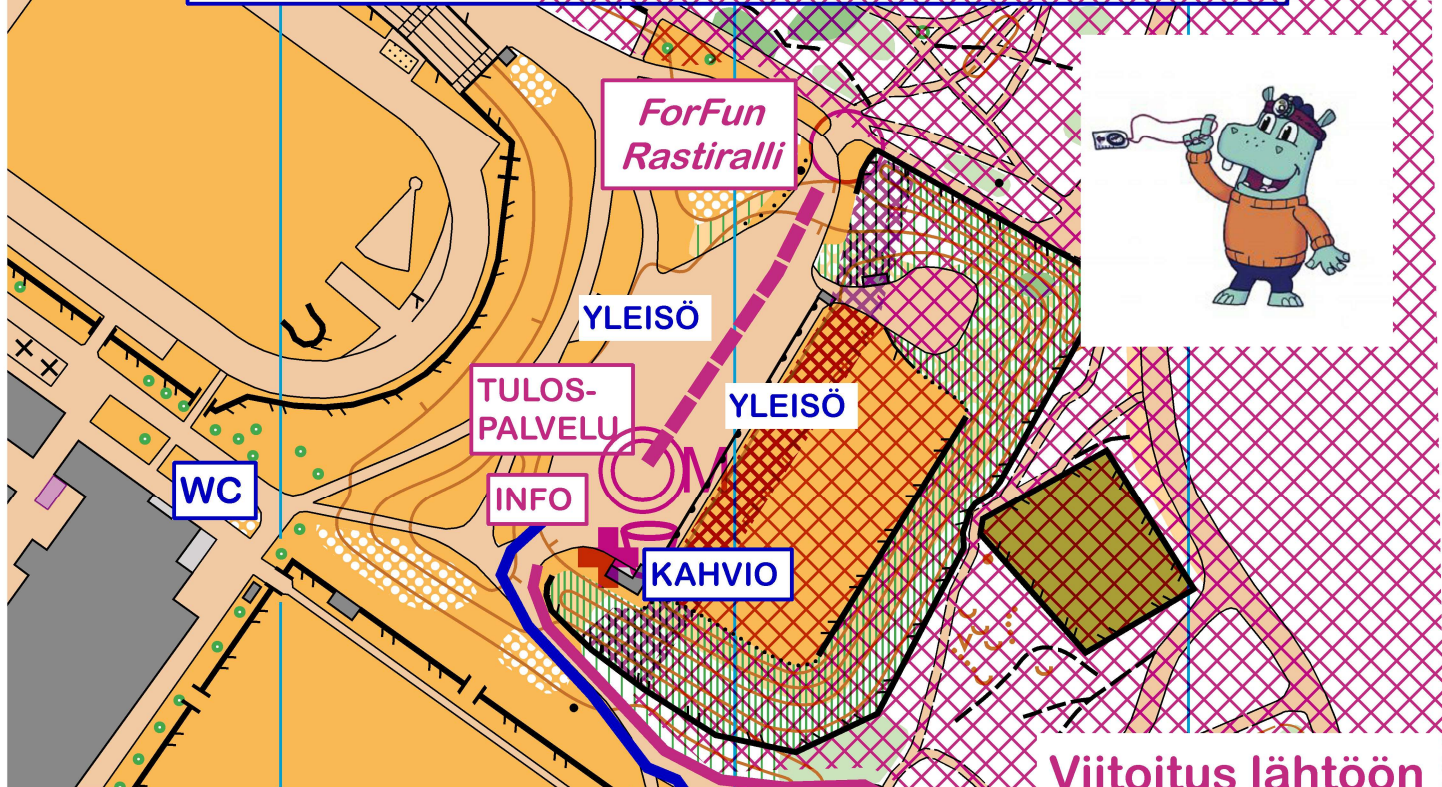 ForFun
Rastiralli
YLEISÖ
TULOS-
PALVELU
YLEISÖ
WC
INFO
KAHVIO
Viitoitus lähtöön